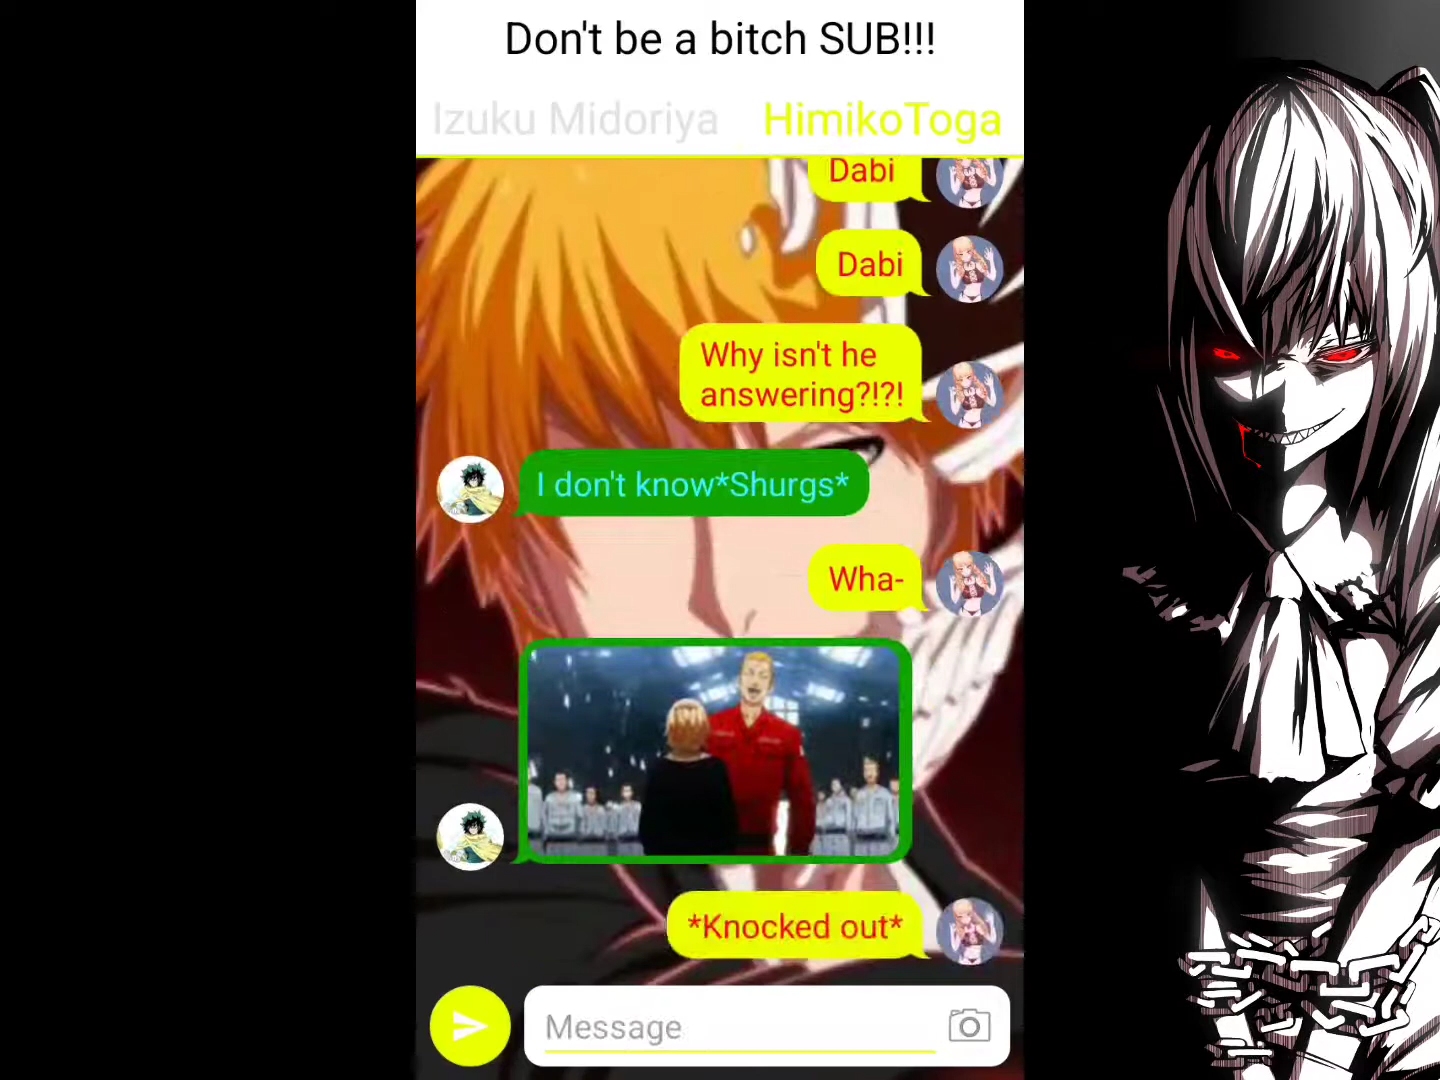 Don't be a bitch SUB!!!
Izuku Midoriya HimikoToga
Dabi
Dabi
Why isn't he
answering?!?!
I don't know*Shurgs*
Wha-
*Knocked out*
Message